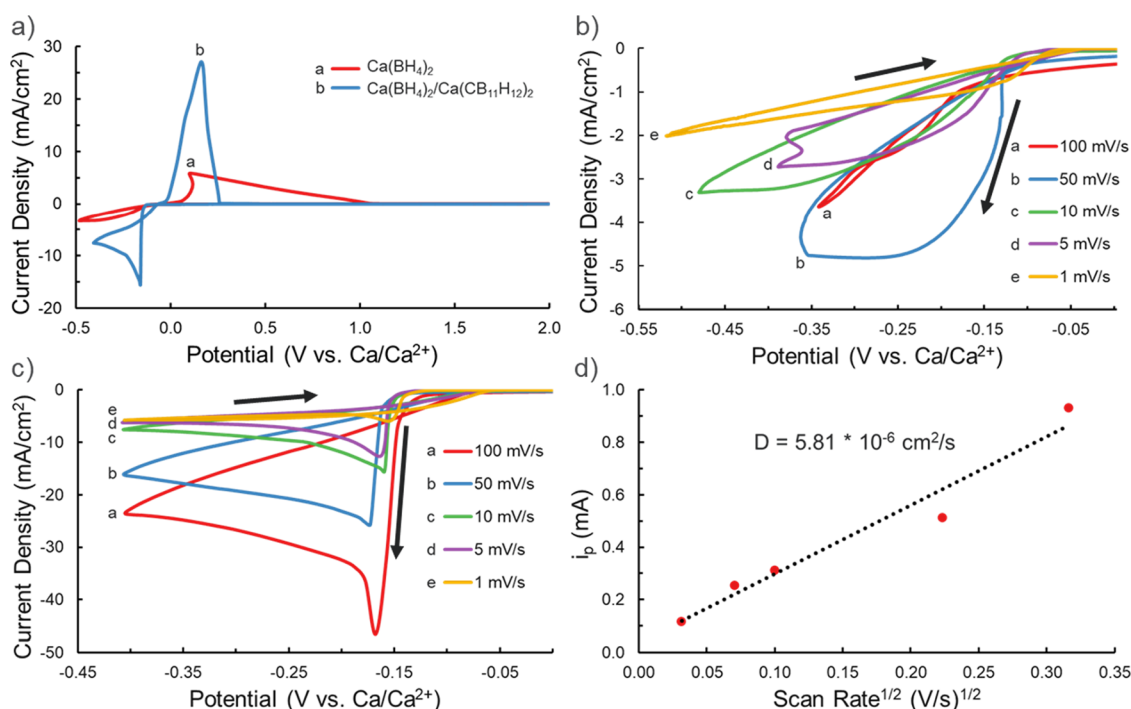 a)
Current Density (mA/cm2)
30
20
10
0
-10
-20
-0.5
0.0
0.5
1.0
1.5
2.0
Potential (V vs. Ca/Ca²⁺)
a
b
a Ca(BH₄)₂
b Ca(BH₄)₂/Ca(CB₁₁H₁₂)₂
b)
Current Density (mA/cm²)
0
-1
-2
-3
-4
-5
-6
-0.55
-0.45
-0.35
-0.25
-0.15
-0.05
Potential (V vs. Ca/Ca²⁺)
e
d
c
a
b
a 100 mV/s
b 50 mV/s
c 10 mV/s
d 5 mV/s
e 1 mV/s
c)
Current Density (mA/cm²)
0
-10
-20
-30
-40
-50
-0.45
-0.35
-0.25
-0.15
-0.05
Potential (V vs. Ca/Ca²⁺)
e
d
c
b
a
a 100 mV/s
b 50 mV/s
c 10 mV/s
d 5 mV/s
e 1 mV/s
d)
iₚ (mA)
1.0
0.8
0.6
0.4
0.2
0.0
0.00
0.05
0.10
0.15
0.20
0.25
0.30
0.35
Scan Rate¹ᐟ² (V/s)¹ᐟ²
D = 5.81 * 10⁻⁶ cm²/s